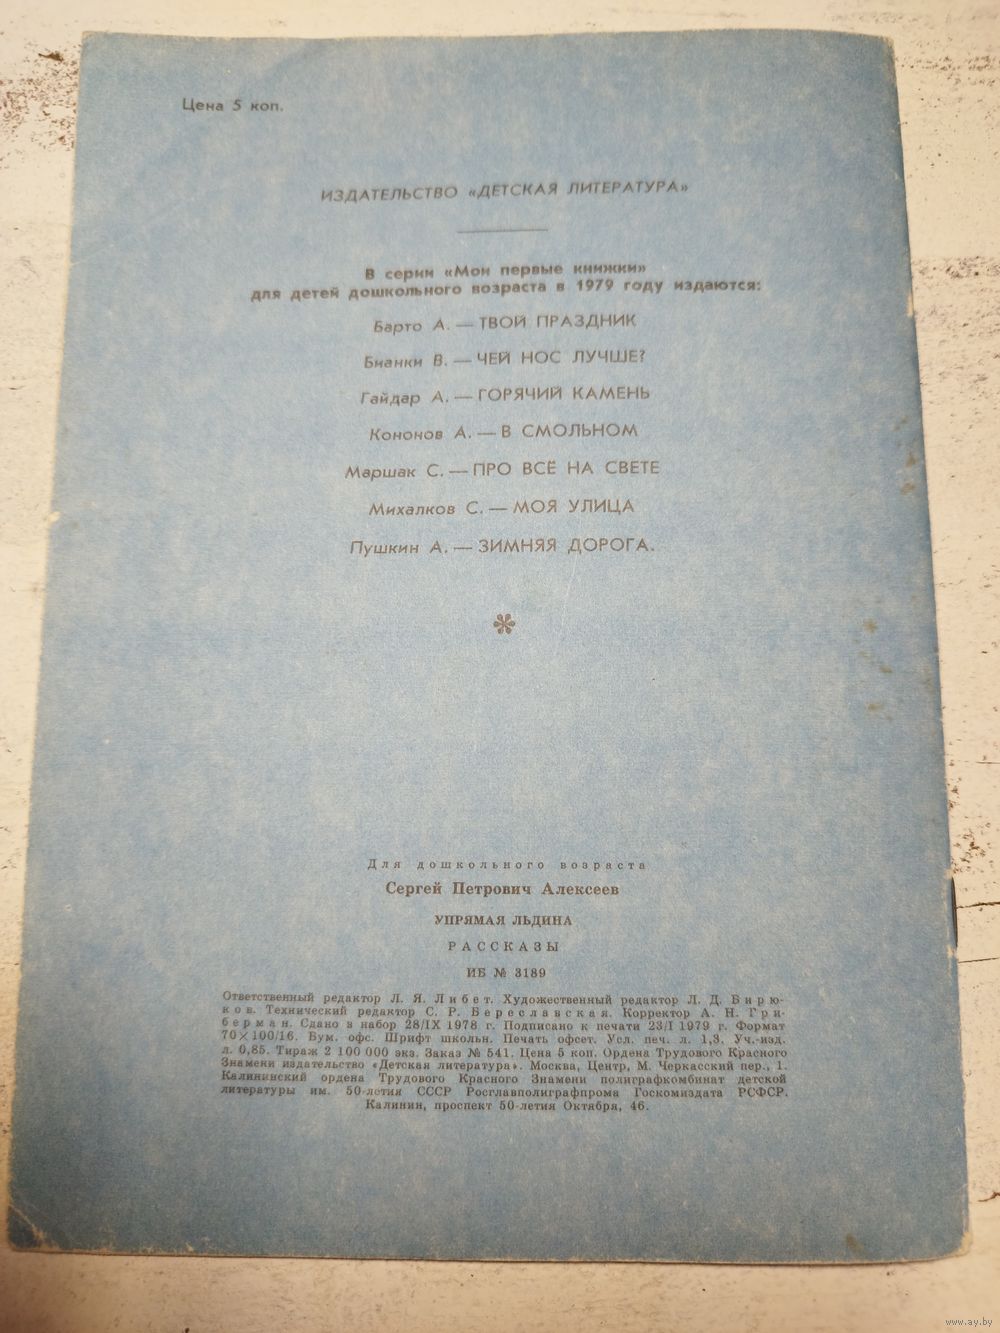 Цена 5 коп.
ИЗДАТЕЛЬСТВО «ДЕТСКАЯ ЛИТЕРАТУРА»
В серии «Мои первые книжки»
для детей дошкольного возраста в 1979 году издаются:
Барто А. — ТВОЙ ПРАЗДНИК
Бианки В. — ЧЕЙ НОС ЛУЧШЕ?
Гайдар А. — ГОРЯЧИЙ КАМЕНЬ
Кононов А. — В СМОЛЬНОМ
Маршак С. — ПРО ВСЁ НА СВЕТЕ
Михалков С. — МОЯ УЛИЦА
Пушкин А. — ЗИМНЯЯ ДОРОГА.
Для дошкольного возраста
Сергей Петрович Алексеев
УПРЯМАЯ ЛЬДИНА
РАССКАЗЫ
ИБ № 3189
Ответственный редактор Л. Я. Либет. Художественный редактор Л. Д. Бирю-
ков. Технический редактор С. Р. Береславская. Корректор А. Н. Гри-
берман. Сдано в набор 28/IX 1978 г. Подписано к печати 23/I 1979 г. Формат
70×100/16. Бум. офс. Шрифт школьн. Печать офсет. Усл. печ. л. 1,3. Уч.-изд.
л. 0,85. Тираж 2 100 000 экз. Заказ № 541. Цена 5 коп. Ордена Трудового Красного
Знамени издательство «Детская литература». Москва, Центр, М. Черкасский пер., 1.
Калининский ордена Трудового Красного Знамени полиграфкомбинат детской
литературы им. 50-летия СССР Росглавполиграфпрома Госкомиздата РСФСР.
Калинин, проспект 50-летия Октября, 46.
www.ay.by